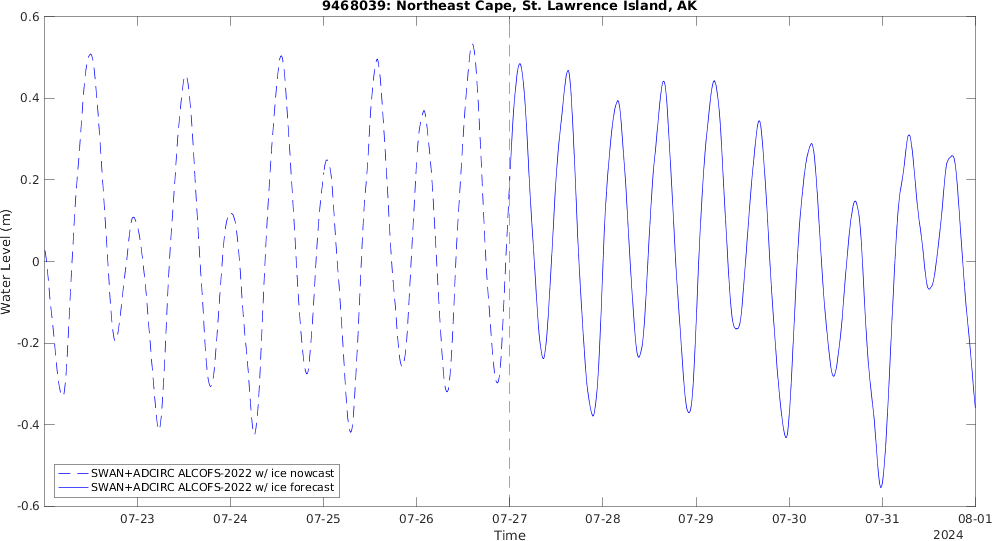 9468039: Northeast Cape, St. Lawrence Island, AK
0.6
0.4
0.2
0
-0.2
-0.4
-0.6
Water Level (m)
SWAN+ADCIRC ALCOFS-2022 w/ ice nowcast
SWAN+ADCIRC ALCOFS-2022 w/ ice forecast
07-23 07-24 07-25 07-26 07-27 07-28 07-29 07-30 07-31 08-01
Time
2024